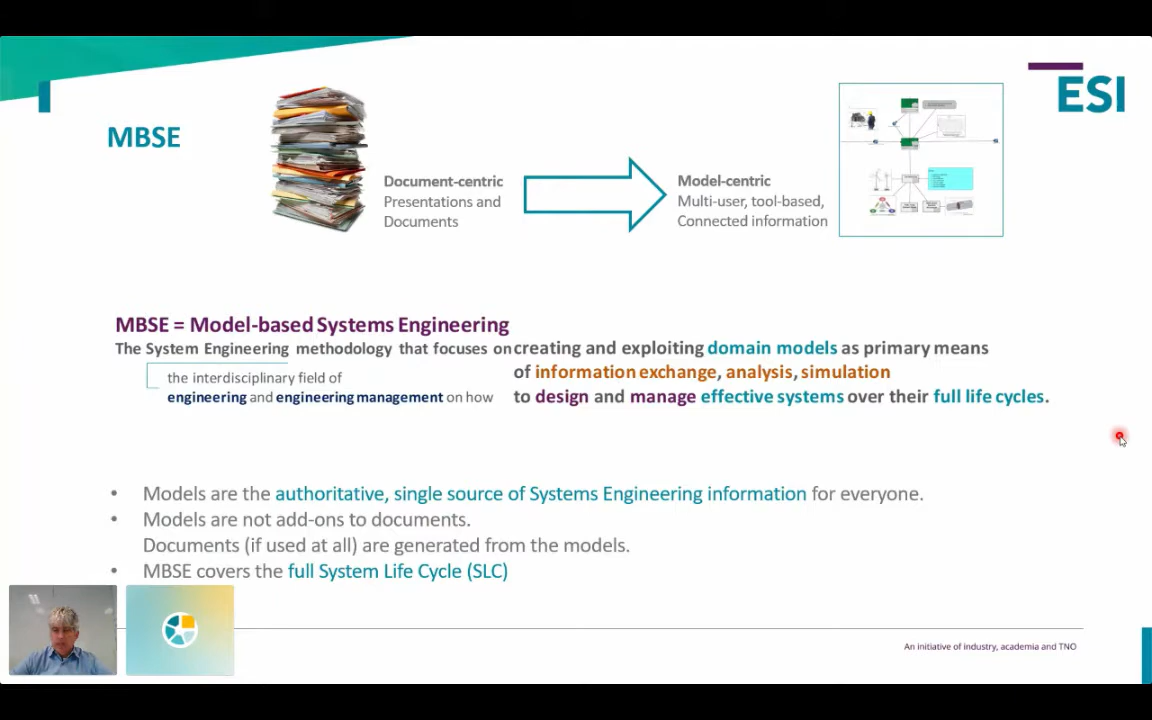 ESI
MBSE
Document-centric
Presentations and
Documents
Model-centric
Multi-user, tool-based,
Connected information
MBSE = Model-based Systems Engineering
The System Engineering methodology that focuses on creating and exploiting domain models as primary means
of information exchange, analysis, simulation
the interdisciplinary field of
engineering and engineering management on how to design and manage effective systems over their full life cycles.
• Models are the authoritative, single source of Systems Engineering information for everyone.
• Models are not add-ons to documents.
Documents (if used at all) are generated from the models.
• MBSE covers the full System Life Cycle (SLC)
An initiative of industry, academia and TNO